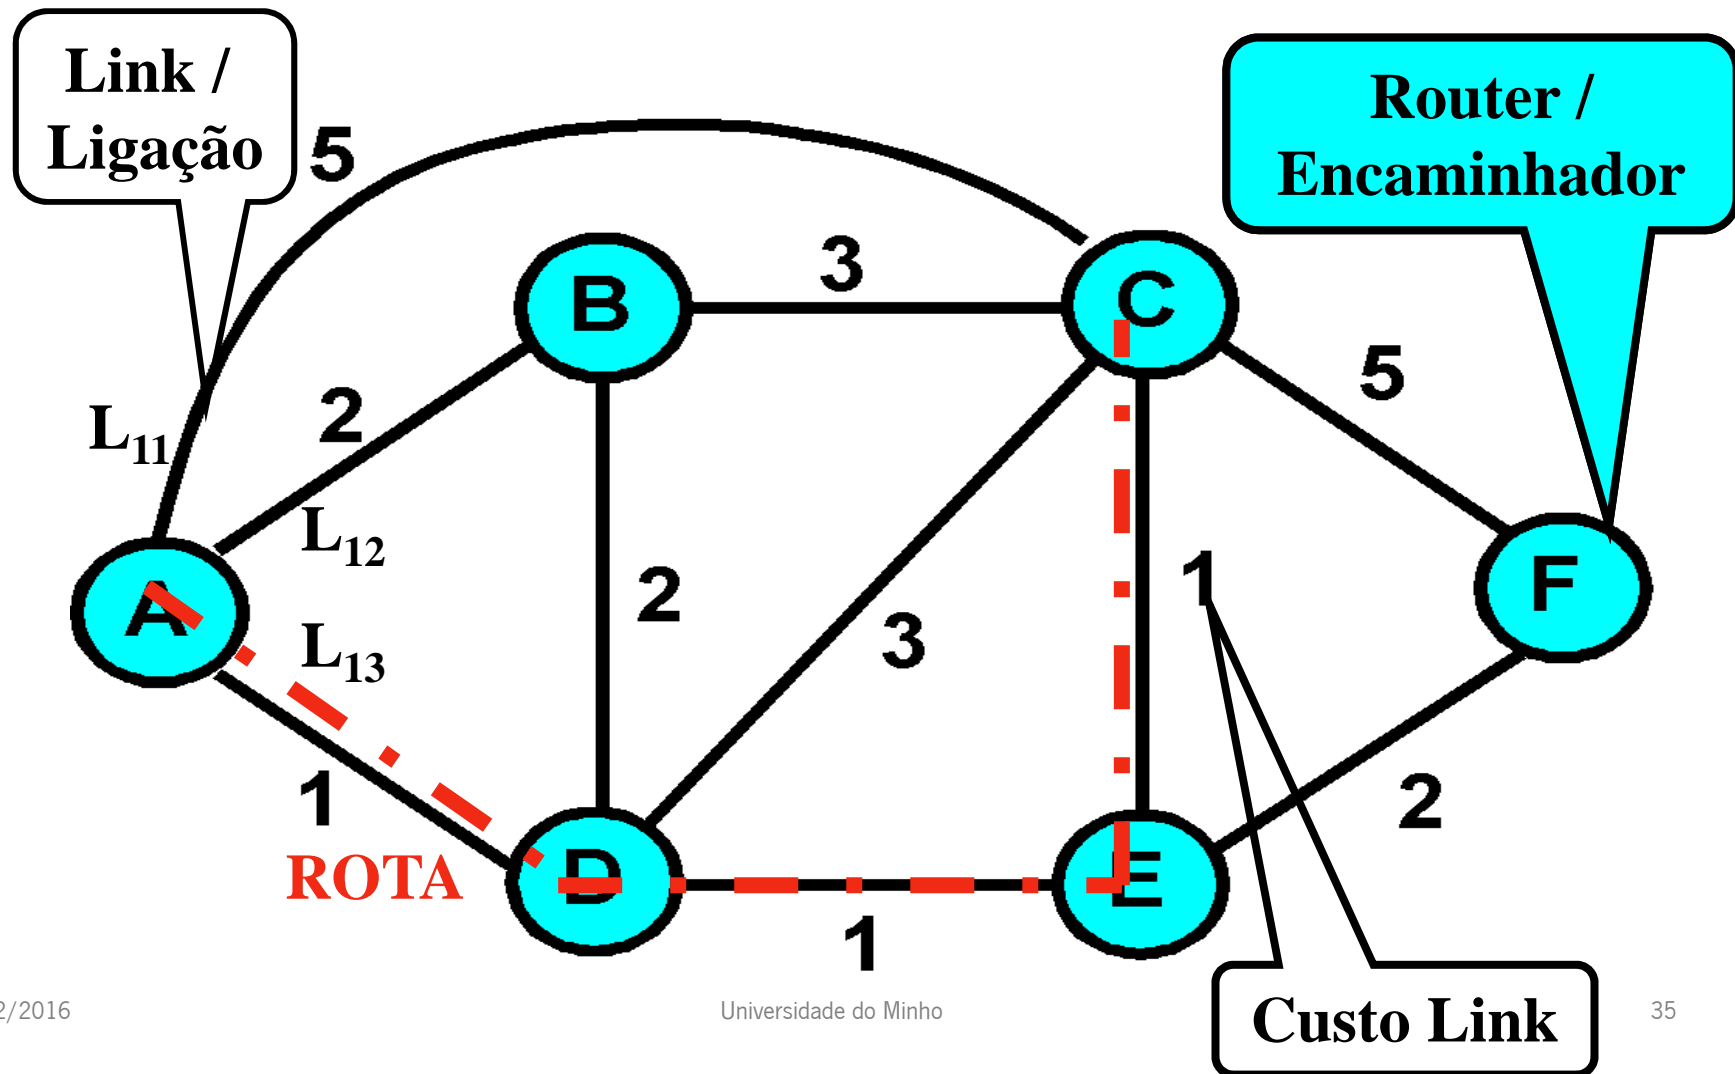 Link /
Ligação
Router /
Encaminhador
5
B
3
C
5
L11
2
L12
A
2
1
F
L13
3
1
2
ROTA
D
E
1
2/2016
Universidade do Minho
Custo Link
35